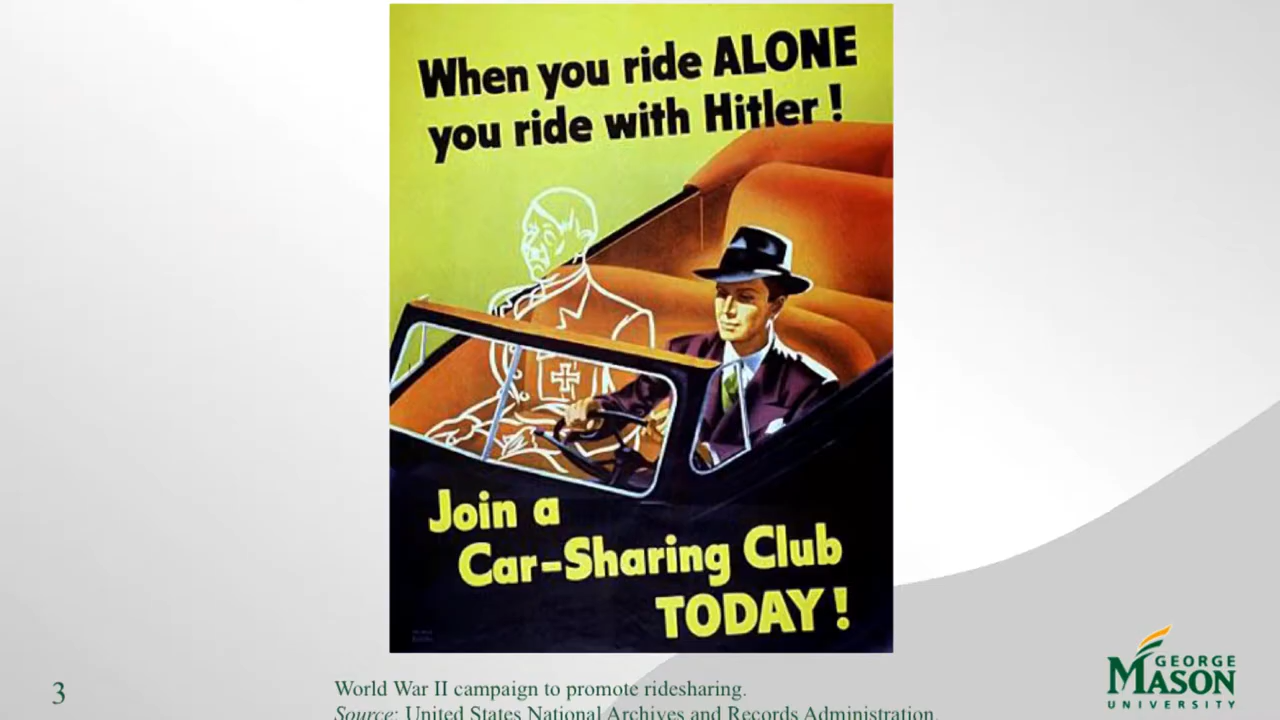 When you ride ALONE
you ride with Hitler !
Join a
Car-Sharing Club
TODAY !
3
World War II campaign to promote ridesharing.
Source: United States National Archives and Records Administration.
GEORGE
MASON
UNIVERSITY